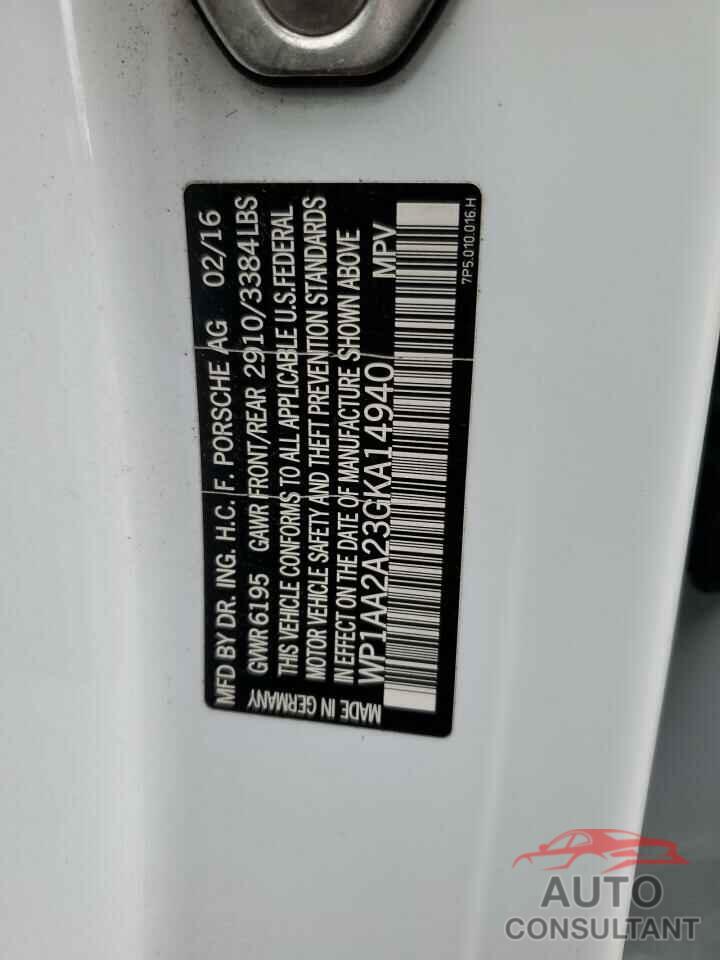 MFD BY DR. ING. H.C. F. PORSCHE AG 02/16
GVWR 6195 GAWR FRONT/REAR 2910/3384 LBS
THIS VEHICLE CONFORMS TO ALL APPLICABLE U.S.FEDERAL
MOTOR VEHICLE SAFETY AND THEFT PREVENTION STANDARDS
IN EFFECT ON THE DATE OF MANUFACTURE SHOWN ABOVE
WP1AA2A23GKA14940 MPV
MADE IN GERMANY
7P5.010.016.H
AUTO
CONSULTANT